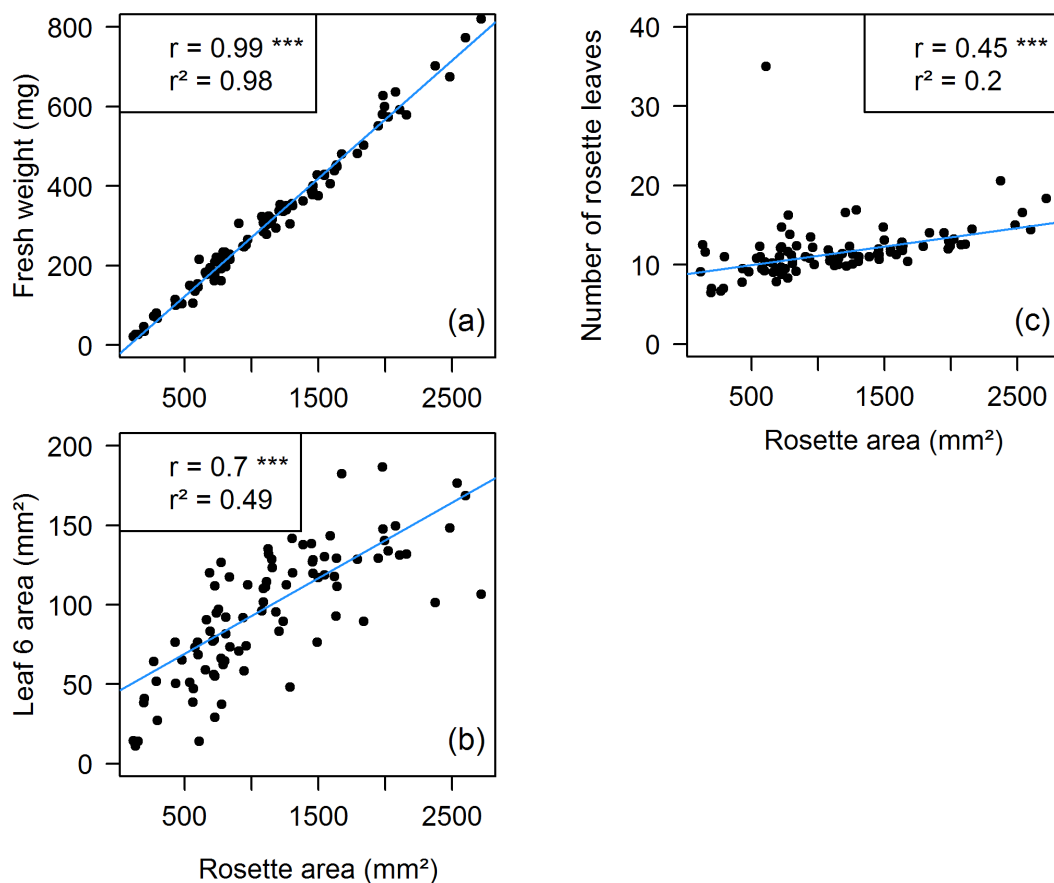 r = 0.99 ***
r² = 0.98
Fresh weight (mg)
800
600
400
200
0
(a)
500
1500
2500
r = 0.7 ***
r² = 0.49
Leaf 6 area (mm²)
200
150
100
50
0
(b)
500
1500
2500
Rosette area (mm²)
r = 0.45 ***
r² = 0.2
Number of rosette leaves
40
30
20
10
0
(c)
500
1500
2500
Rosette area (mm²)